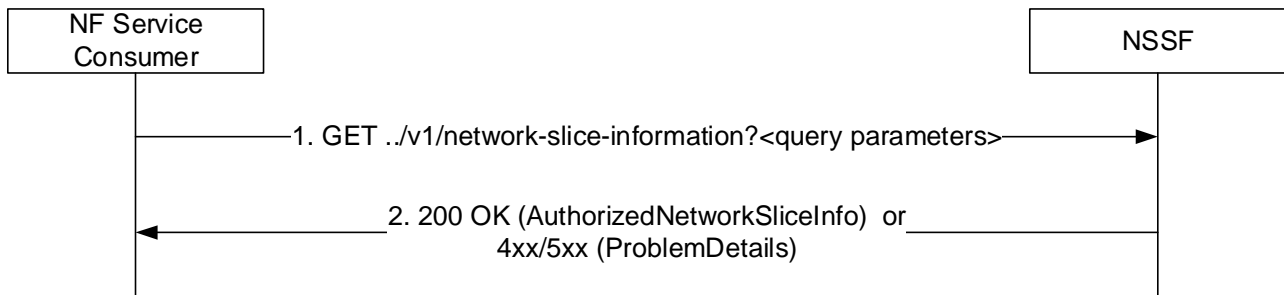 NF Service
Consumer
NSSF
1. GET ../v1/network-slice-information?<query parameters>
2. 200 OK (AuthorizedNetworkSliceInfo) or
4xx/5xx (ProblemDetails)